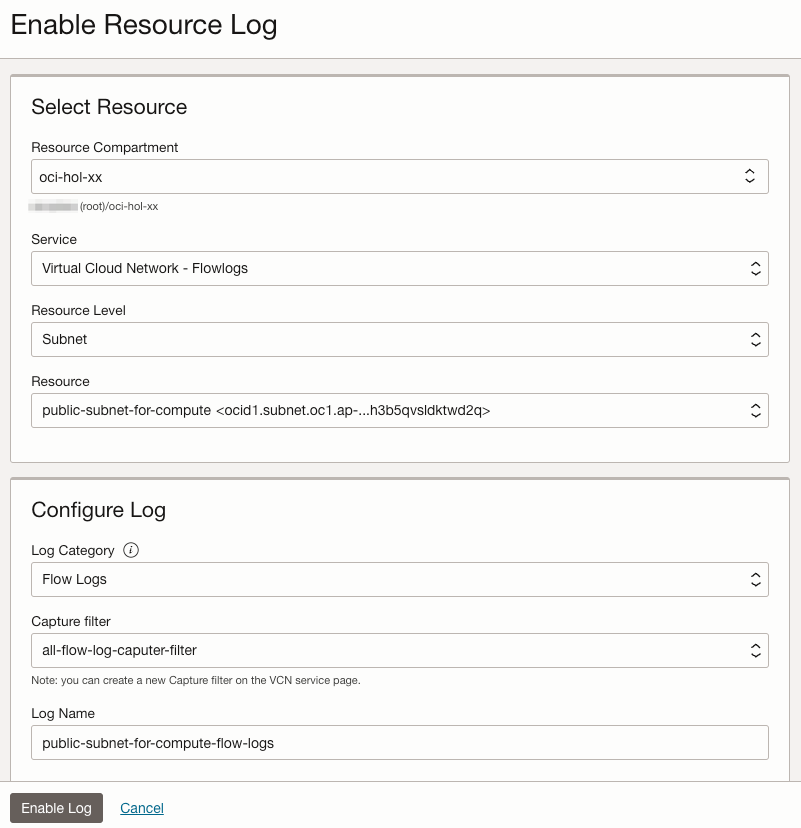 Enable Resource Log
Select Resource
Resource Compartment
oci-hol-xx
(root)/oci-hol-xx
Service
Virtual Cloud Network - Flowlogs
Resource Level
Subnet
Resource
public-subnet-for-compute <ocid1.subnet.oc1.ap-...h3b5qvsldktwd2q>
Configure Log
Log Category i
Flow Logs
Capture filter
all-flow-log-caputer-filter
Note: you can create a new Capture filter on the VCN service page.
Log Name
public-subnet-for-compute-flow-logs
Enable Log Cancel